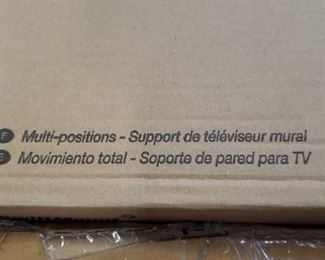 F Multi-positions - Support de téléviseur mural
E Movimiento total - Soporte de pared para TV